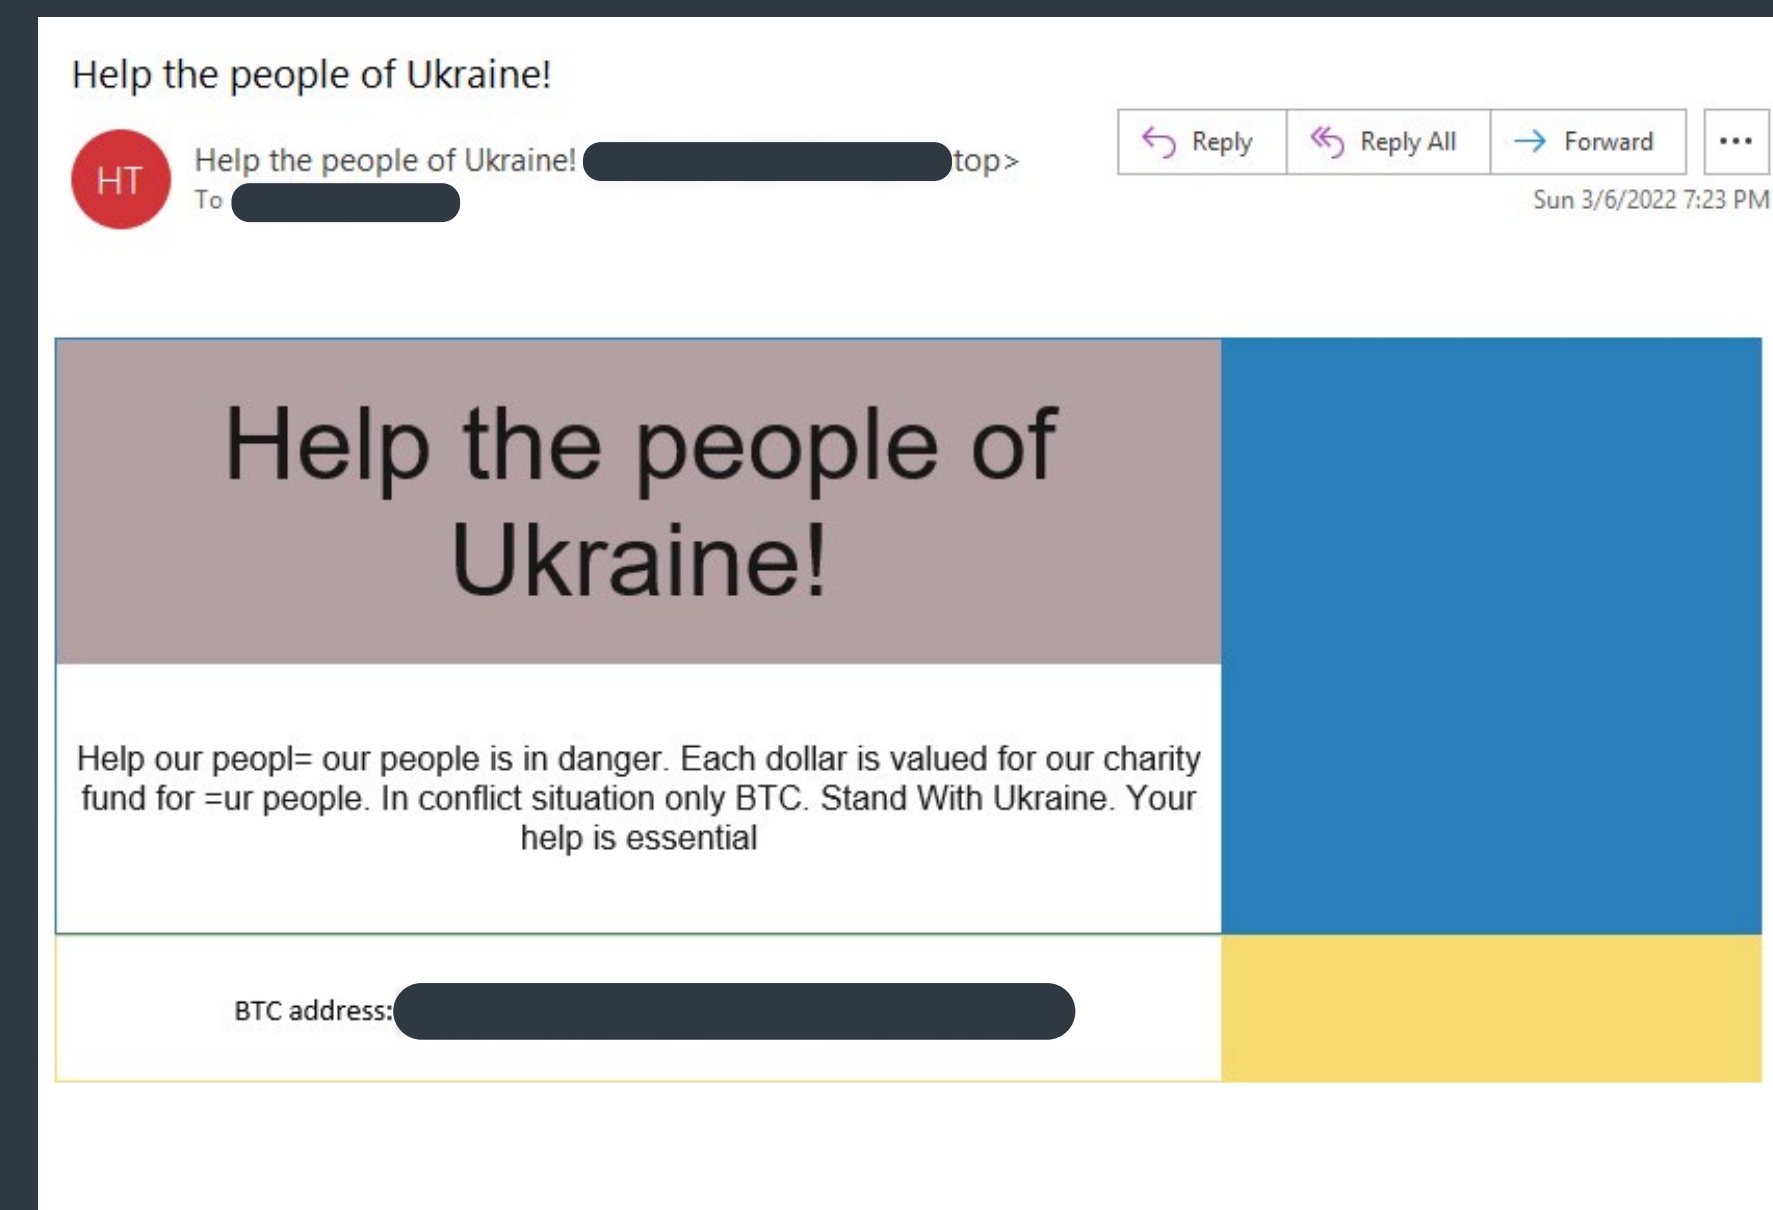 Help the people of Ukraine!
HT
Help the people of Ukraine! top>
To
Reply
Reply All
Forward
...
Sun 3/6/2022 7:23 PM
Help the people of
Ukraine!
Help our peopl= our people is in danger. Each dollar is valued for our charity
fund for =ur people. In conflict situation only BTC. Stand With Ukraine. Your
help is essential
BTC address: